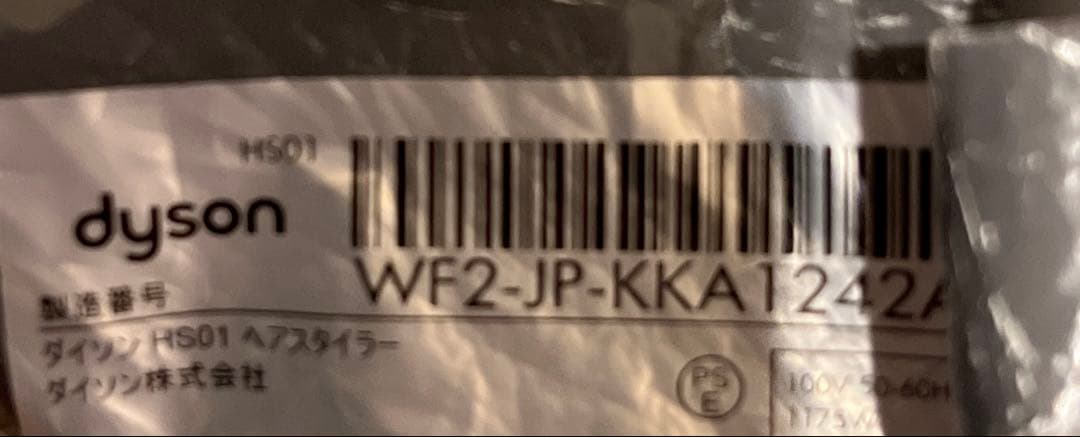 HS01
dyson
WF2-JP-KKA1242A
製造番号
ダイソン HS01 ヘアスタイラー
ダイソン株式会社
PS
E
100V 50-60H
1175W